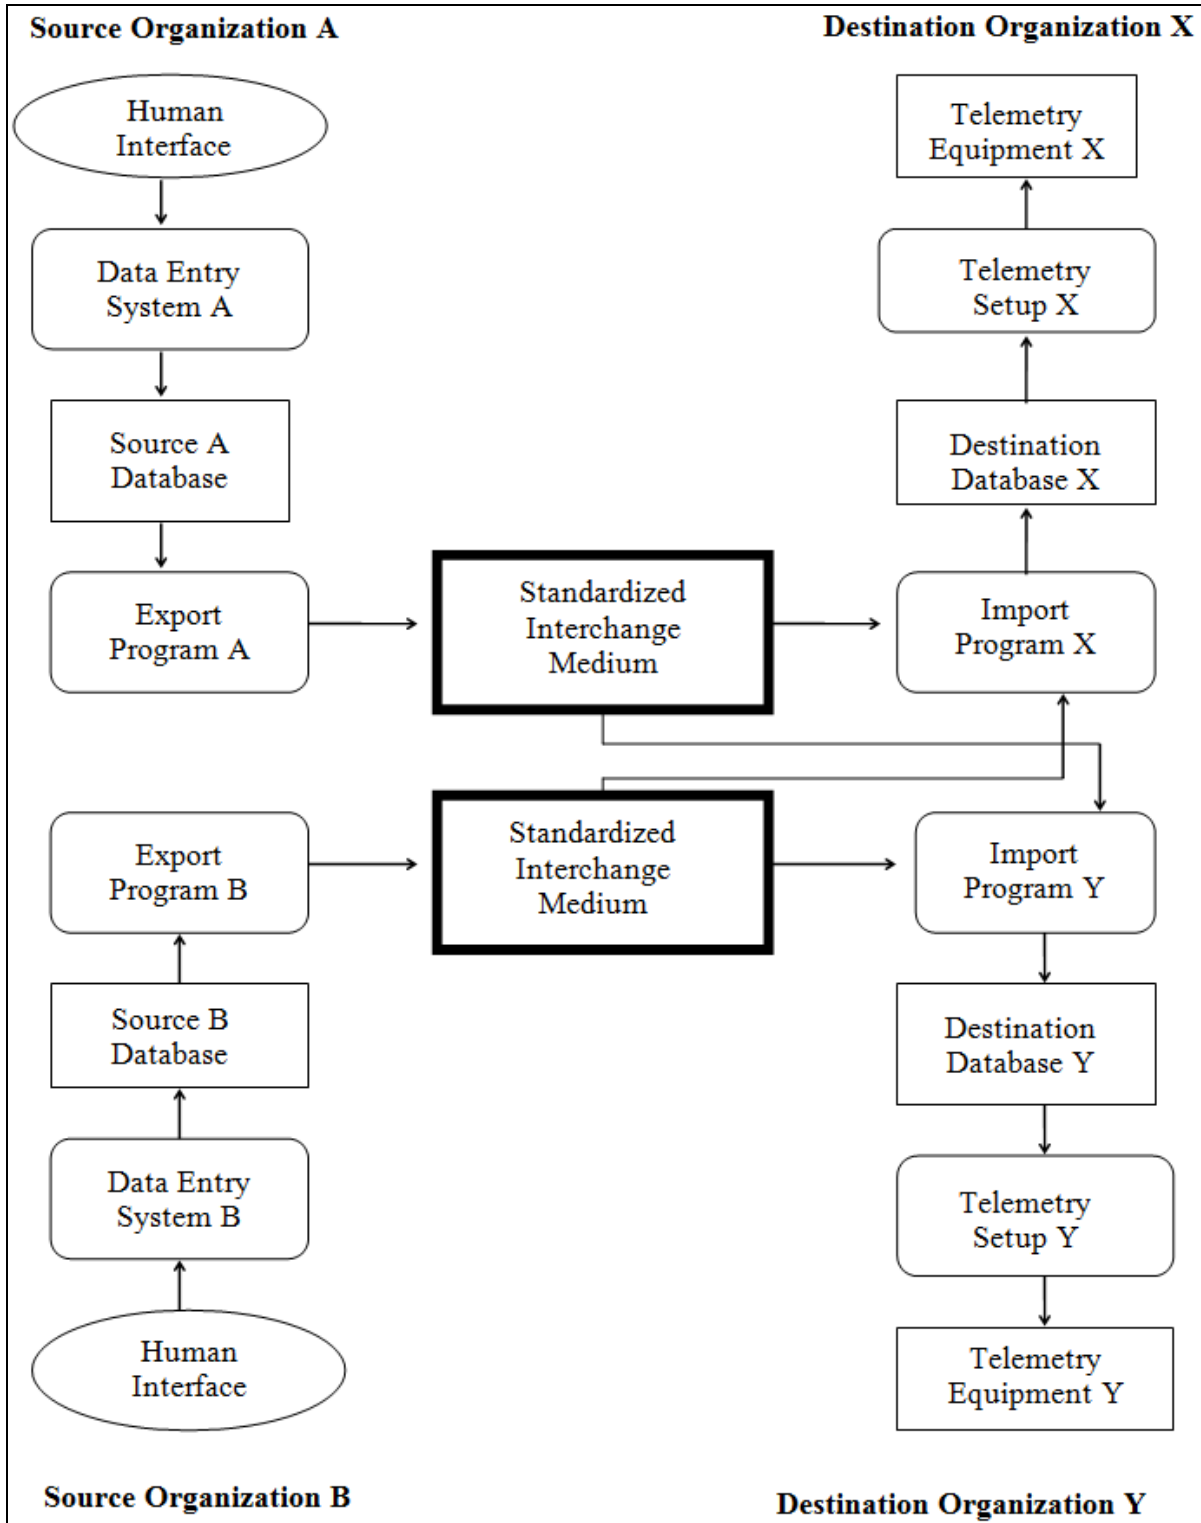 Source Organization A
Destination Organization X
Human
Interface
Telemetry
Equipment X
Data Entry
System A
Telemetry
Setup X
Source A
Database
Destination
Database X
Export
Program A
Standardized
Interchange
Medium
Import
Program X
Export
Program B
Standardized
Interchange
Medium
Import
Program Y
Source B
Database
Destination
Database Y
Data Entry
System B
Telemetry
Setup Y
Human
Interface
Telemetry
Equipment Y
Source Organization B
Destination Organization Y